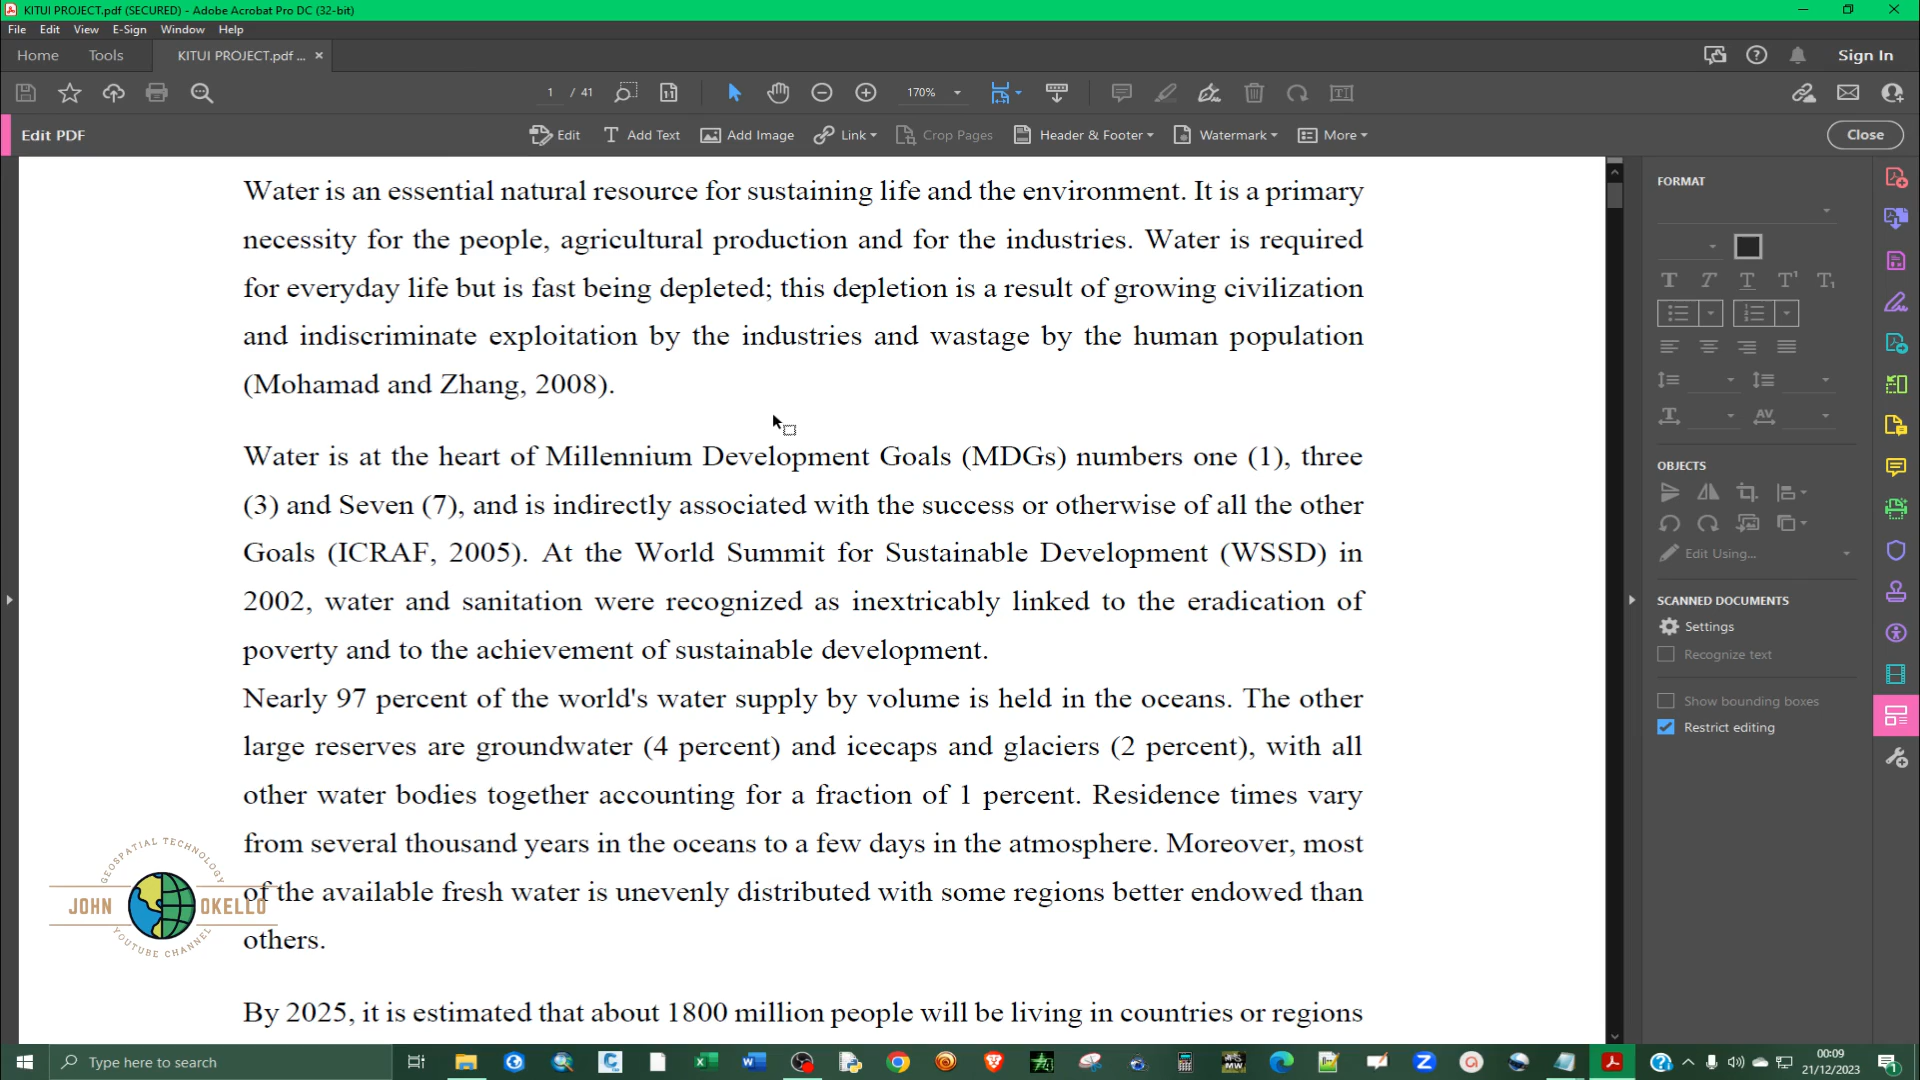 KITUI PROJECT.pdf (SECURED) - Adobe Acrobat Pro DC (32-bit)
File Edit View E-Sign Window Help
Home Tools KITUI PROJECT.pdf ... × Sign In
1 / 41 170%
Edit PDF Edit Add Text Add Image Link Crop Pages Header & Footer Watermark More Close
Water is an essential natural resource for sustaining life and the environment. It is a primary
necessity for the people, agricultural production and for the industries. Water is required
for everyday life but is fast being depleted; this depletion is a result of growing civilization
and indiscriminate exploitation by the industries and wastage by the human population
(Mohamad and Zhang, 2008).
Water is at the heart of Millennium Development Goals (MDGs) numbers one (1), three
(3) and Seven (7), and is indirectly associated with the success or otherwise of all the other
Goals (ICRAF, 2005). At the World Summit for Sustainable Development (WSSD) in
2002, water and sanitation were recognized as inextricably linked to the eradication of
poverty and to the achievement of sustainable development.
Nearly 97 percent of the world's water supply by volume is held in the oceans. The other
large reserves are groundwater (4 percent) and icecaps and glaciers (2 percent), with all
other water bodies together accounting for a fraction of 1 percent. Residence times vary
from several thousand years in the oceans to a few days in the atmosphere. Moreover, most
of the available fresh water is unevenly distributed with some regions better endowed than
others.
By 2025, it is estimated that about 1800 million people will be living in countries or regions
GEOSPATIAL TECHNOLOGY
JOHN OKELLO
YOUTUBE CHANNEL
FORMAT
OBJECTS
Edit Using...
SCANNED DOCUMENTS
Settings
Recognize text
Show bounding boxes
Restrict editing
Type here to search
00:09
21/12/2023